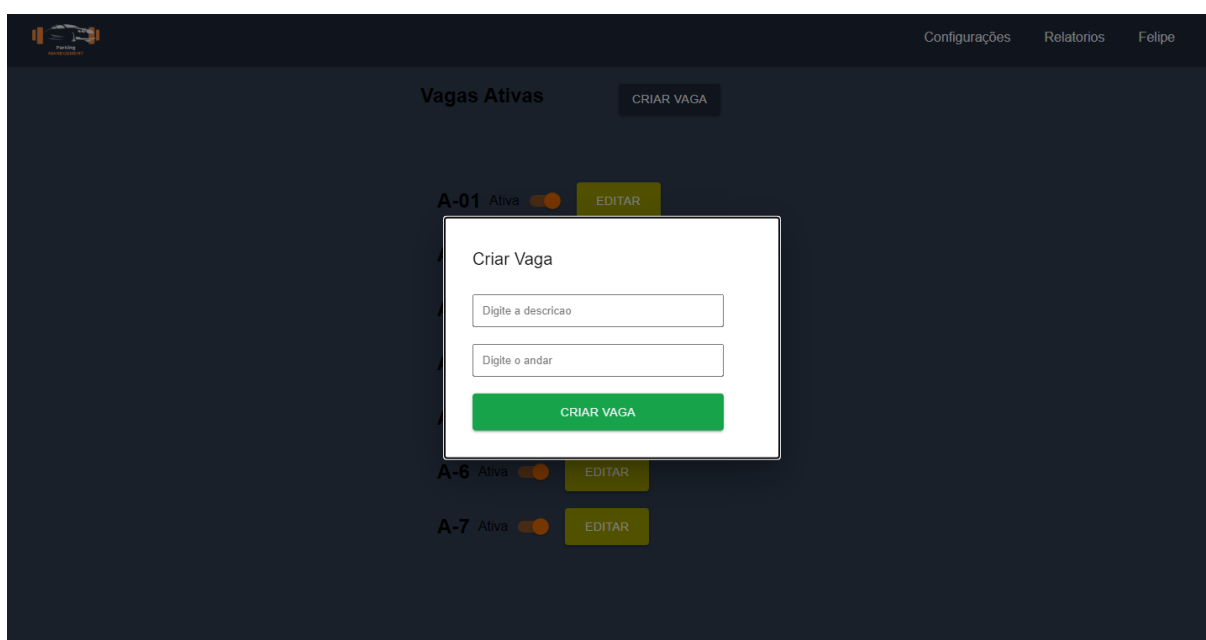 Parking
Configurações Relatorios Felipe
Vagas Ativas CRIAR VAGA
A-01 Ativa EDITAR
Criar Vaga
Digite a descricao
Digite o andar
CRIAR VAGA
A-6 Ativa EDITAR
A-7 Ativa EDITAR